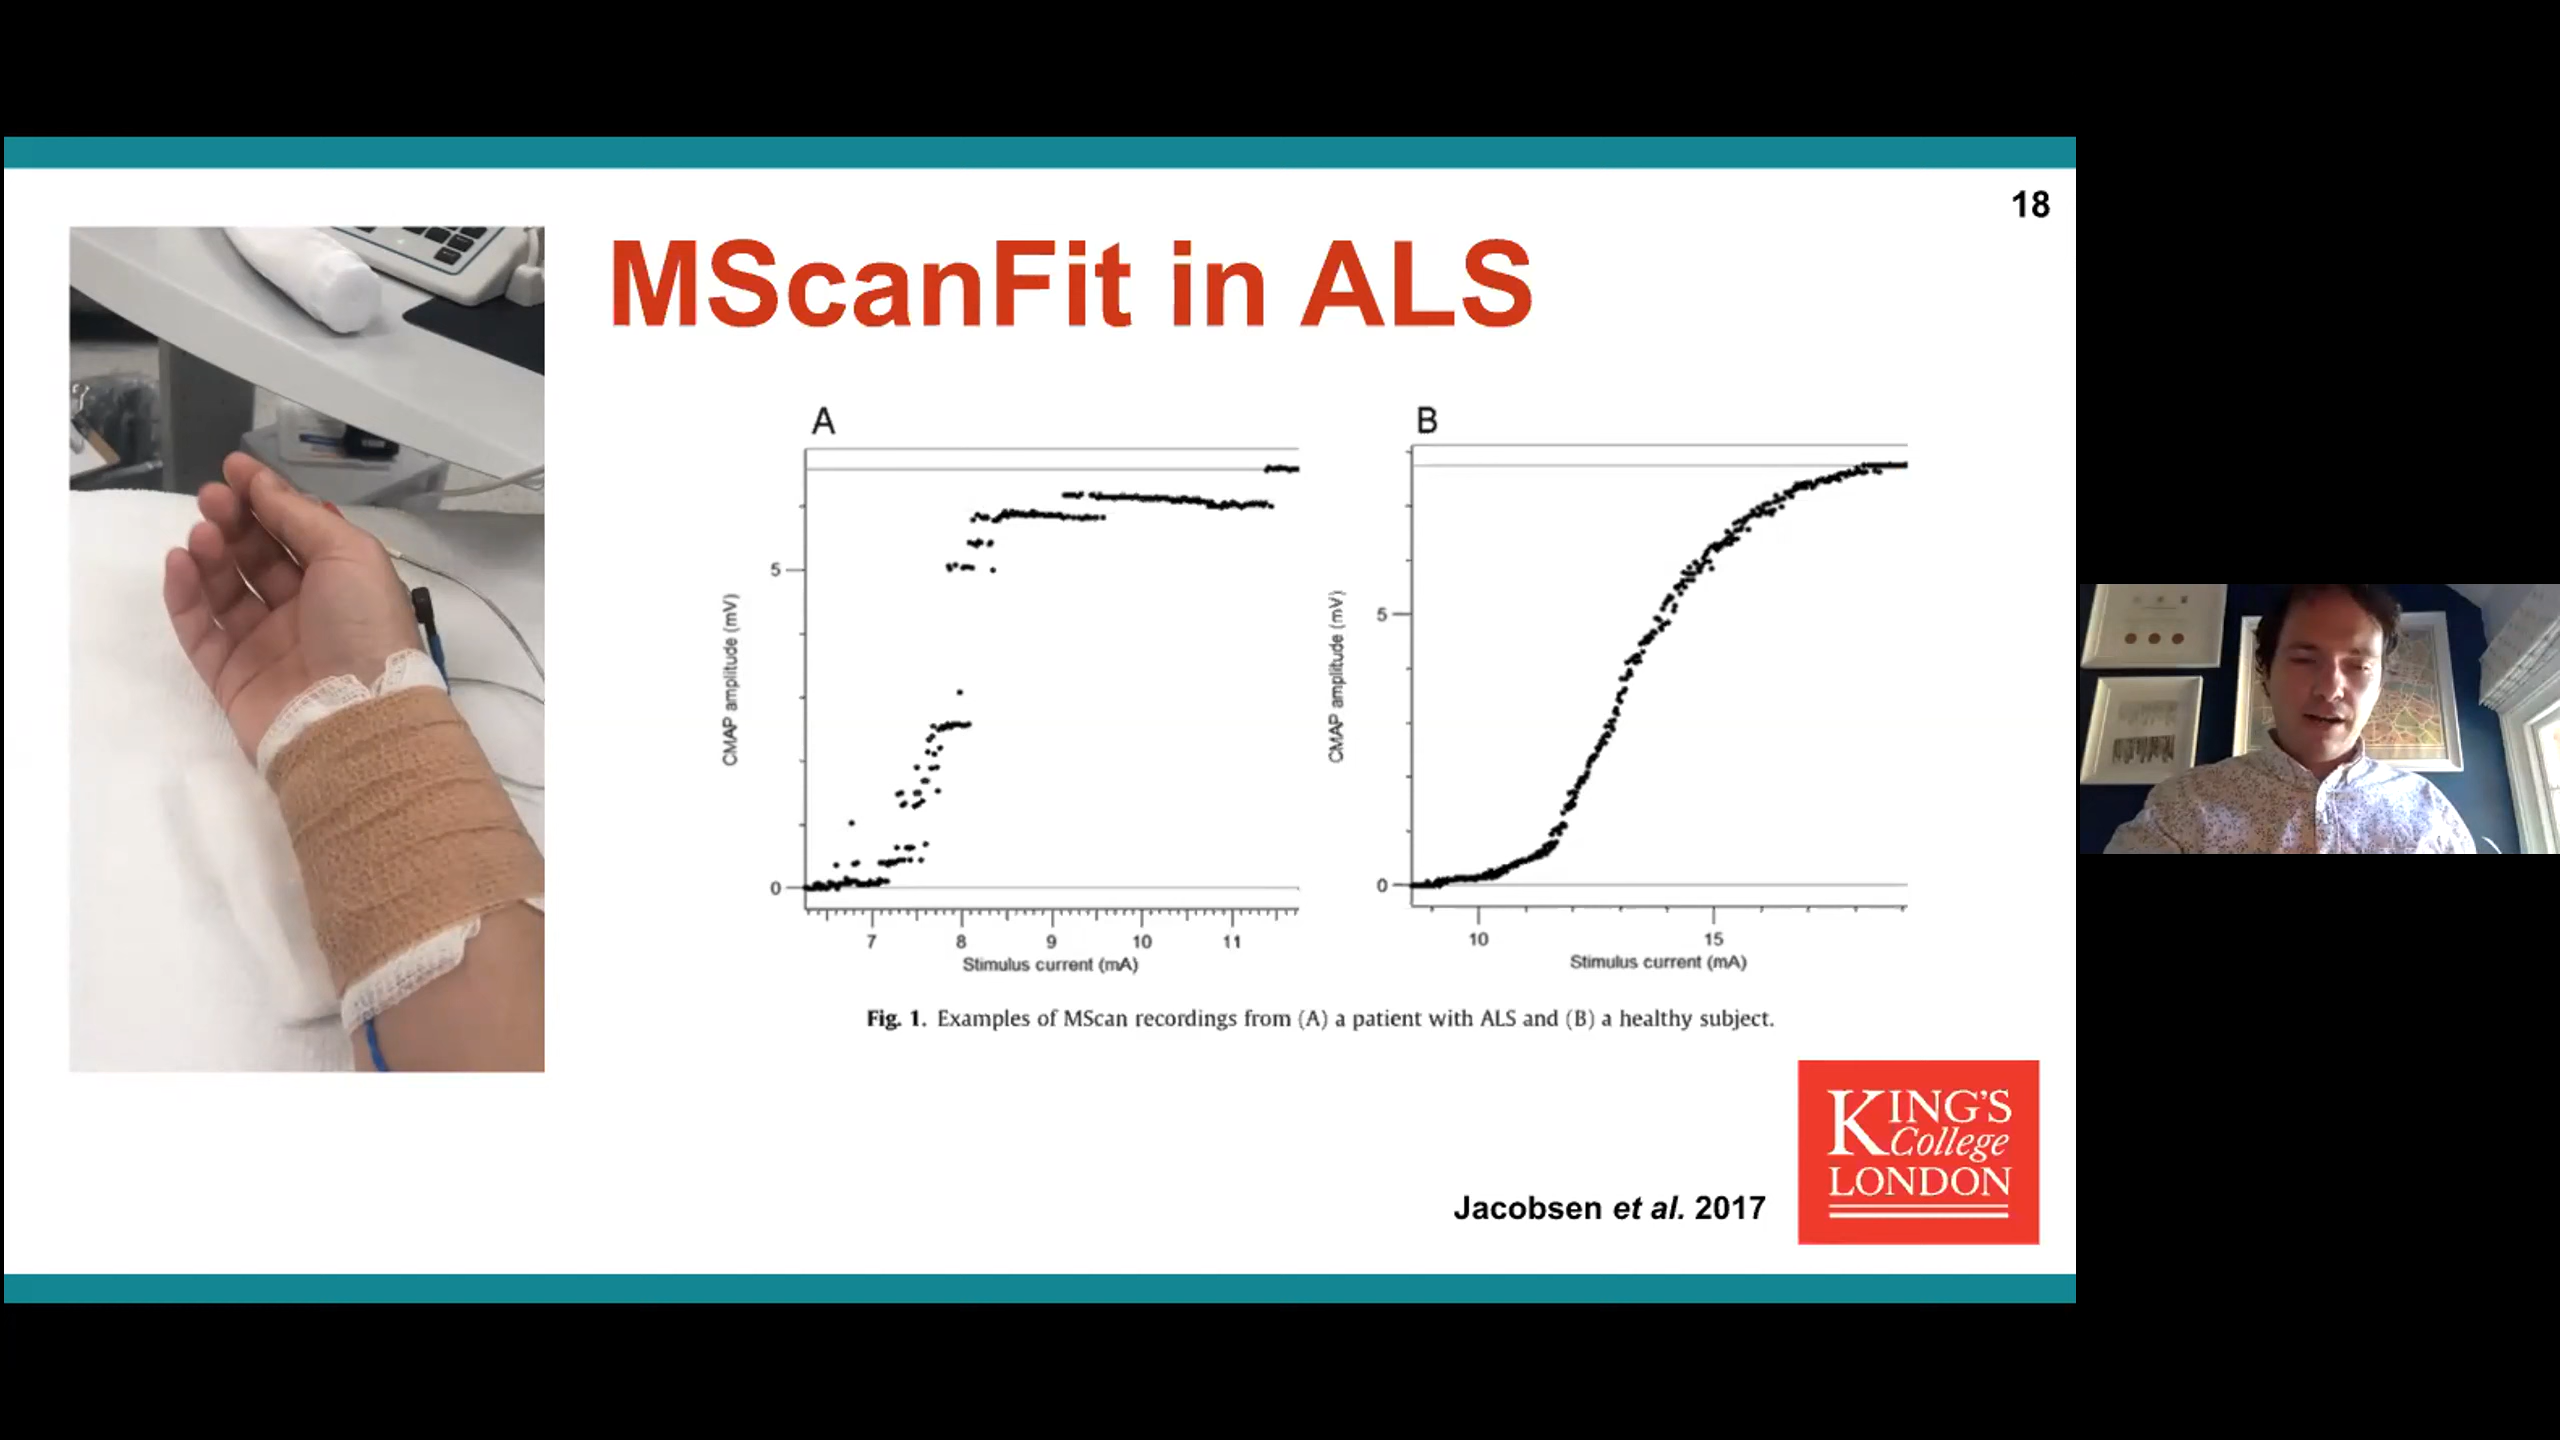 18
MScanFit in ALS
A
5
0
CMAP amplitude (mV)
7 8 9 10 11
Stimulus current (mA)
B
5
0
CMAP amplitude (mV)
10 15
Stimulus current (mA)
Fig. 1. Examples of MScan recordings from (A) a patient with ALS and (B) a healthy subject.
Jacobsen et al. 2017
KING'S
College
LONDON